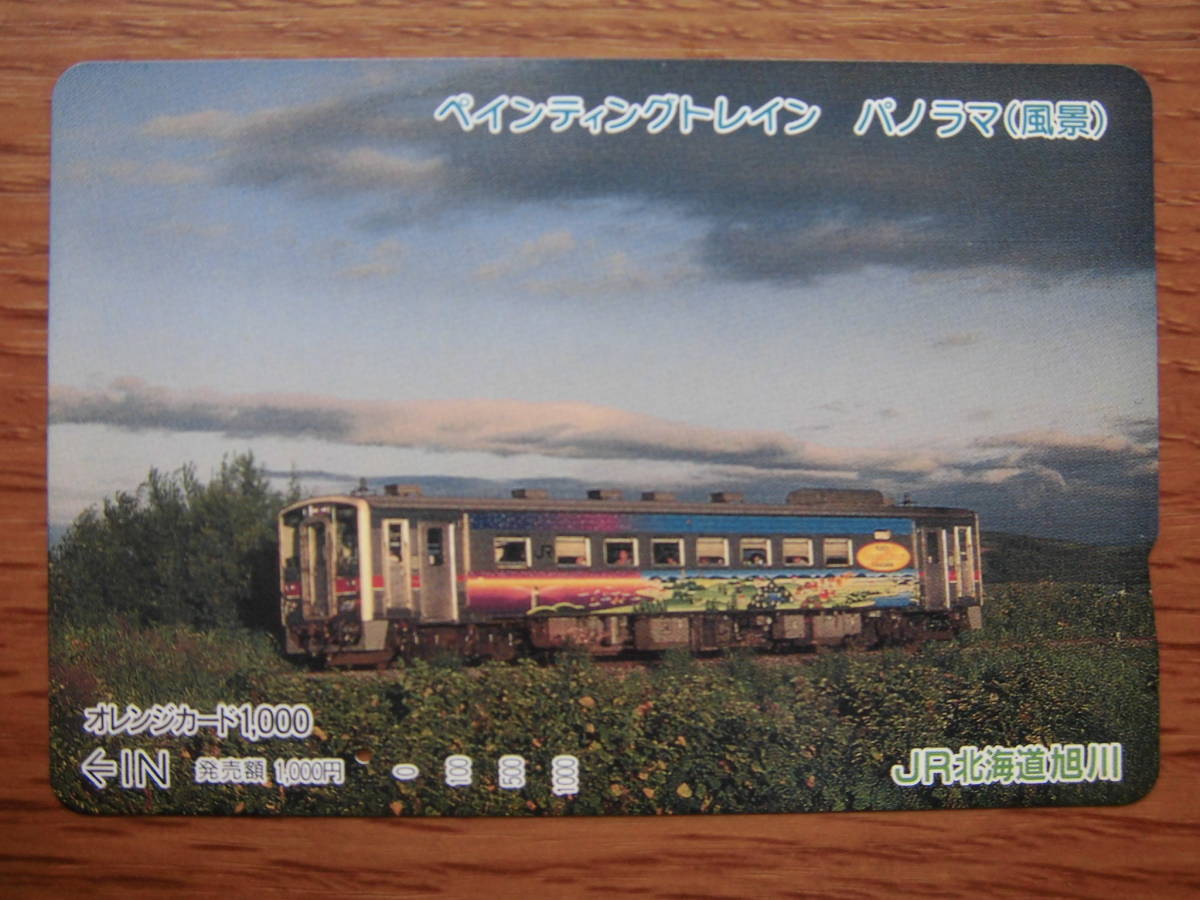 ペインティングトレイン　パノラマ(風景)
JR
オレンジカード1,000
←IN 発売額 1,000円 0 100 500 1000
JR北海道旭川